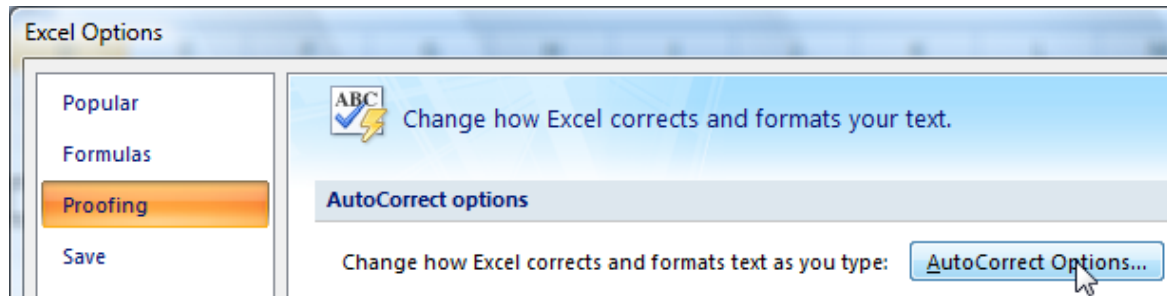 Excel Options
Popular
Formulas
Proofing
Save
ABC
Change how Excel corrects and formats your text.
AutoCorrect options
Change how Excel corrects and formats text as you type:
AutoCorrect Options...